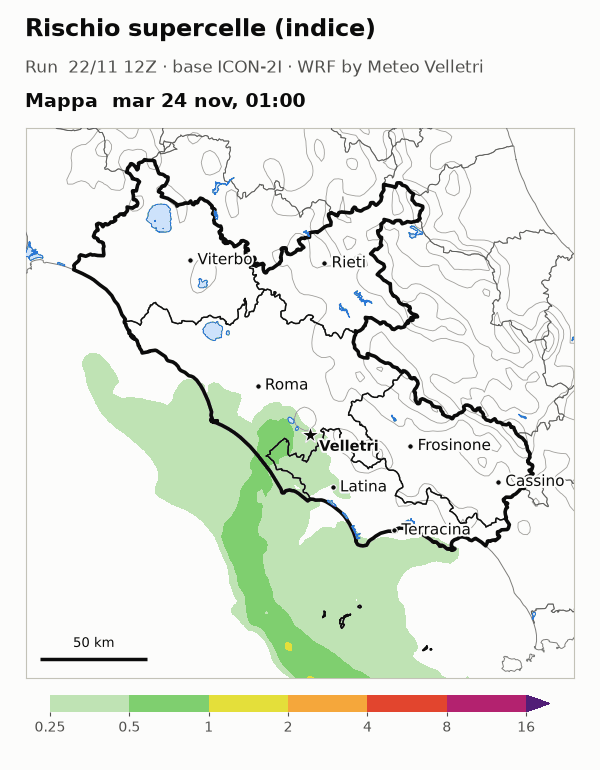 Rischio supercelle (indice)
Run  22/11 12Z · base ICON-2I · WRF by Meteo Velletri
Mappa  mar 24 nov, 01:00
Viterbo
Rieti
Roma
Velletri
Frosinone
Cassino
Latina
Terracina
50 km
0.25 0.5 1 2 4 8 16